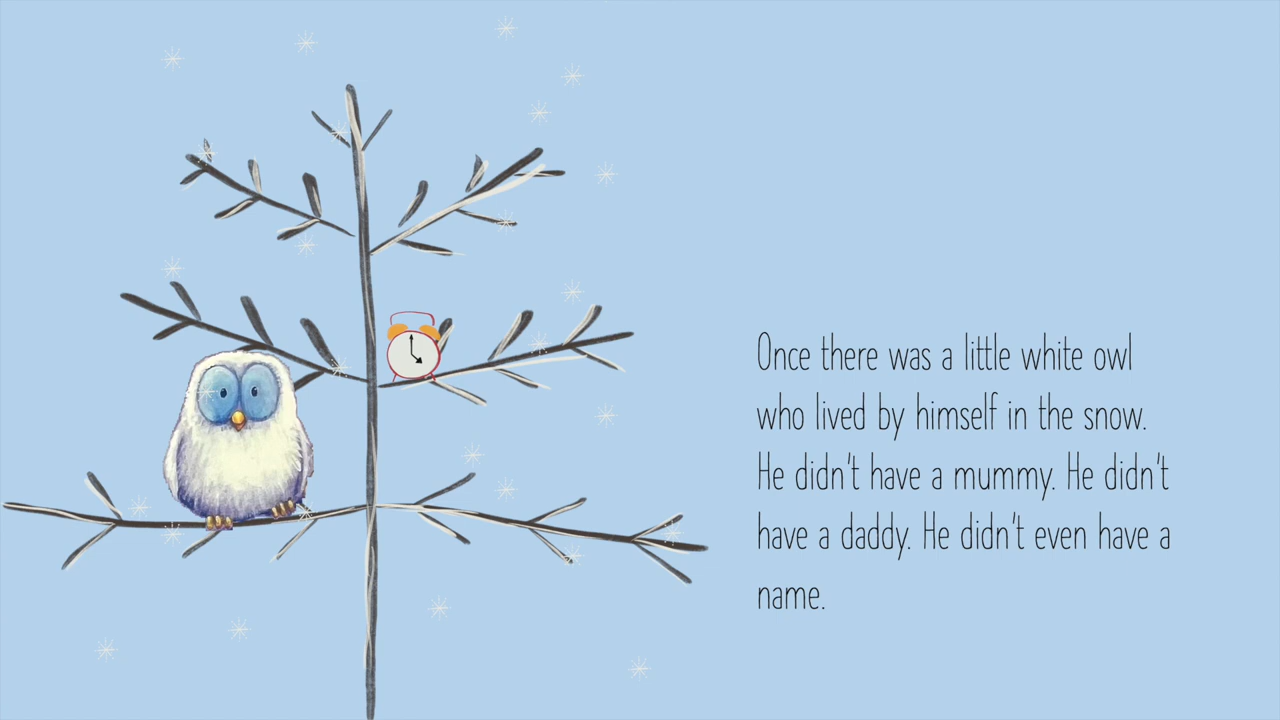 Once there was a little white owl
who lived by himself in the snow.
He didn't have a mummy. He didn't
have a daddy. He didn't even have a
name.